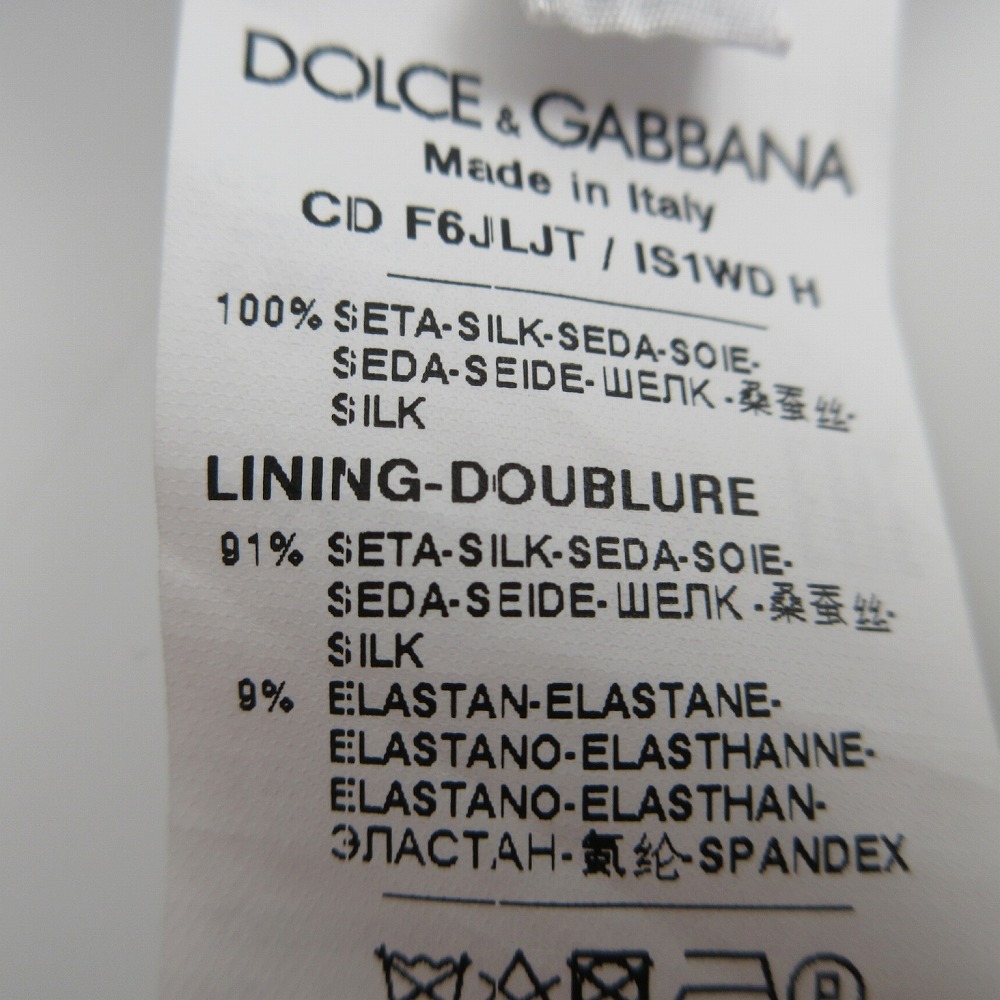 DOLCE & GABBANA
Made in Italy
CD F6JLJT / IS1WD H
100% SETA-SILK-SEDA-SOIE-
SEDA-SEIDE-ШЕЛК-桑蚕丝-
SILK
LINING-DOUBLURE
91% SETA-SILK-SEDA-SOIE-
SEDA-SEIDE-ШЕЛК-桑蚕丝-
SILK
9% ELASTAN-ELASTANE-
ELASTANO-ELASTHANNE-
ELASTANO-ELASTHAN-
ЭЛАСТАН-氨纶-SPANDEX